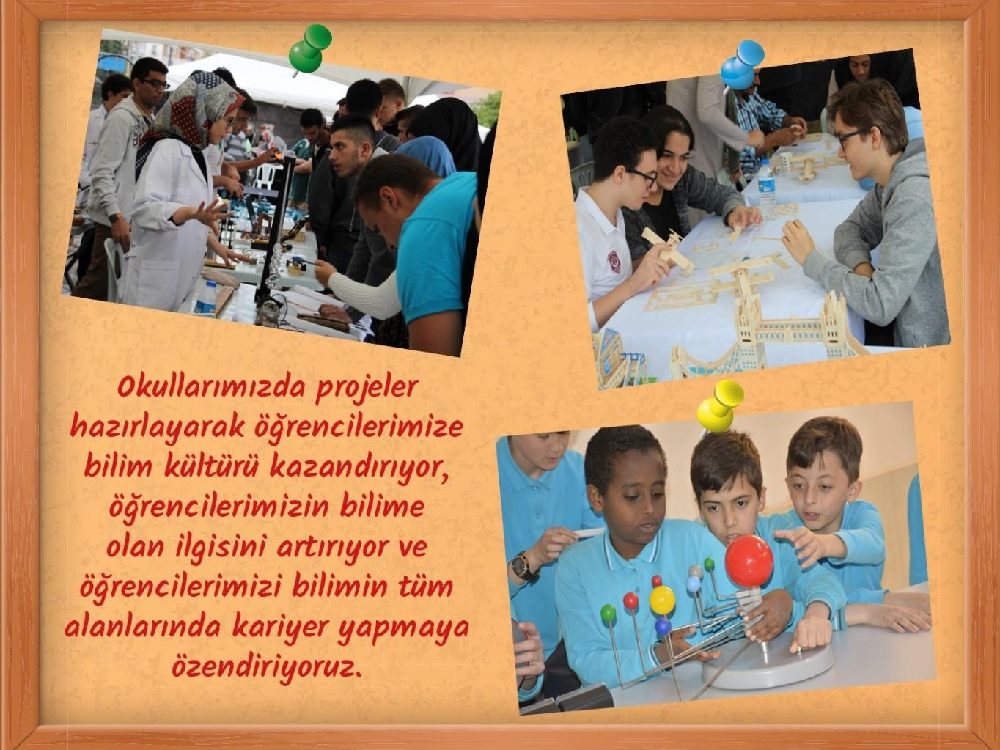 Okullarımızda projeler
hazırlayarak öğrencilerimize
bilim kültürü kazandırıyor,
öğrencilerimizin bilime
olan ilgisini artırıyor ve
öğrencilerimizi bilimin tüm
alanlarında kariyer yapmaya
özendiriyoruz.